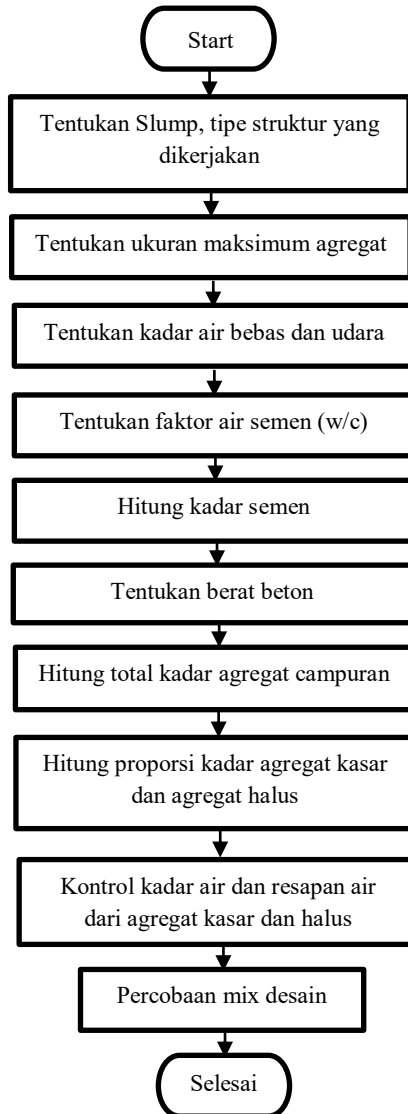 Start
Tentukan Slump, tipe struktur yang
dikerjakan
Tentukan ukuran maksimum agregat
Tentukan kadar air bebas dan udara
Tentukan faktor air semen (w/c)
Hitung kadar semen
Tentukan berat beton
Hitung total kadar agregat campuran
Hitung proporsi kadar agregat kasar
dan agregat halus
Kontrol kadar air dan resapan air
dari agregat kasar dan halus
Percobaan mix desain
Selesai